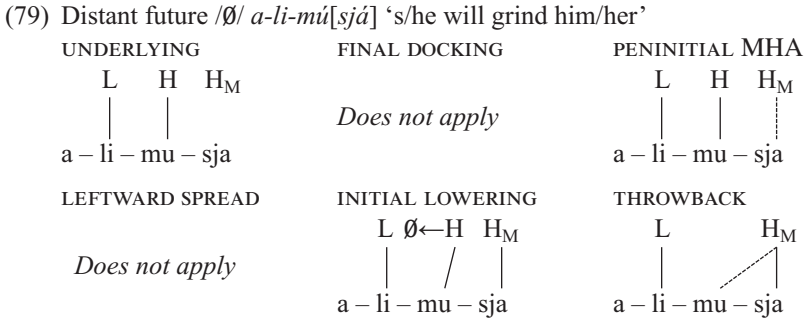 (79) Distant future /Ø/ a-li-mú[sjá] ‘s/he will grind him/her’
UNDERLYING FINAL DOCKING PENINITIAL MHA
L H H_M L H H_M
Does not apply
a – li – mu – sja a – li – mu – sja
LEFTWARD SPREAD INITIAL LOWERING THROWBACK
L Ø←H H_M L H_M
Does not apply
a – li – mu – sja a – li – mu – sja